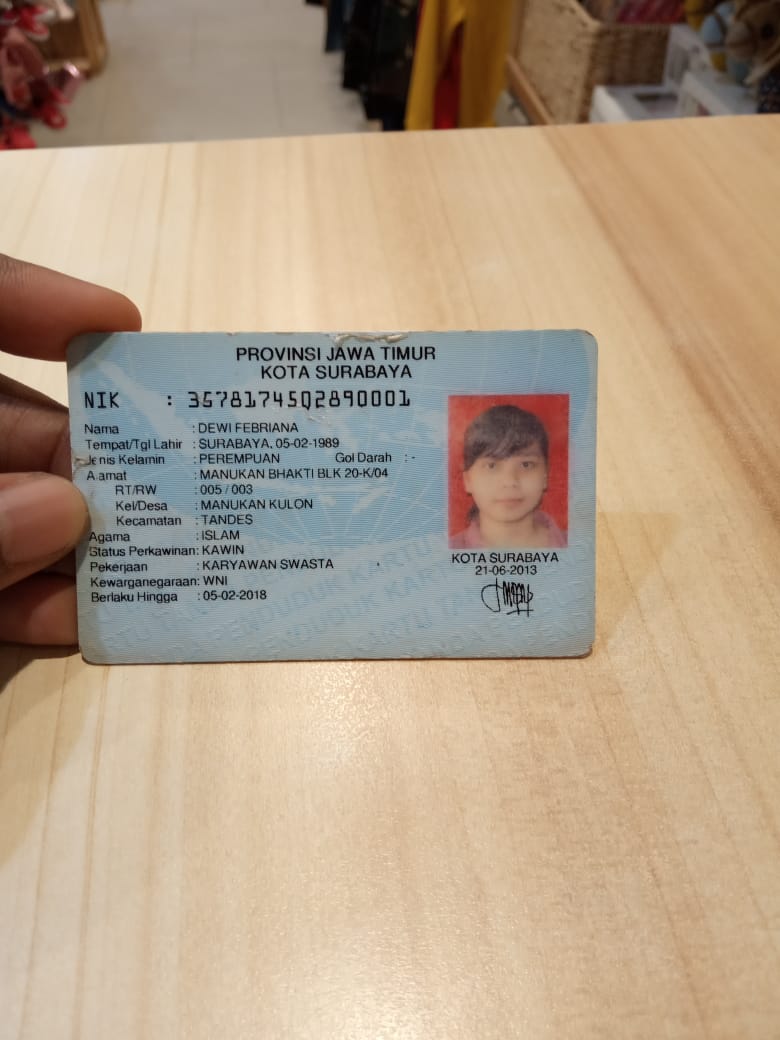 PROVINSI JAWA TIMUR
KOTA SURABAYA
NIK : 3578174502890001
Nama : DEWI FEBRIANA
Tempat/Tgl Lahir : SURABAYA, 05-02-1989
Jenis Kelamin : PEREMPUAN Gol Darah : -
Alamat : MANUKAN BHAKTI BLK 20-K/04
RT/RW : 005 / 003
Kel/Desa : MANUKAN KULON
Kecamatan : TANDES
Agama : ISLAM
Status Perkawinan: KAWIN
Pekerjaan : KARYAWAN SWASTA
Kewarganegaraan: WNI
Berlaku Hingga : 05-02-2018
KOTA SURABAYA
21-06-2013